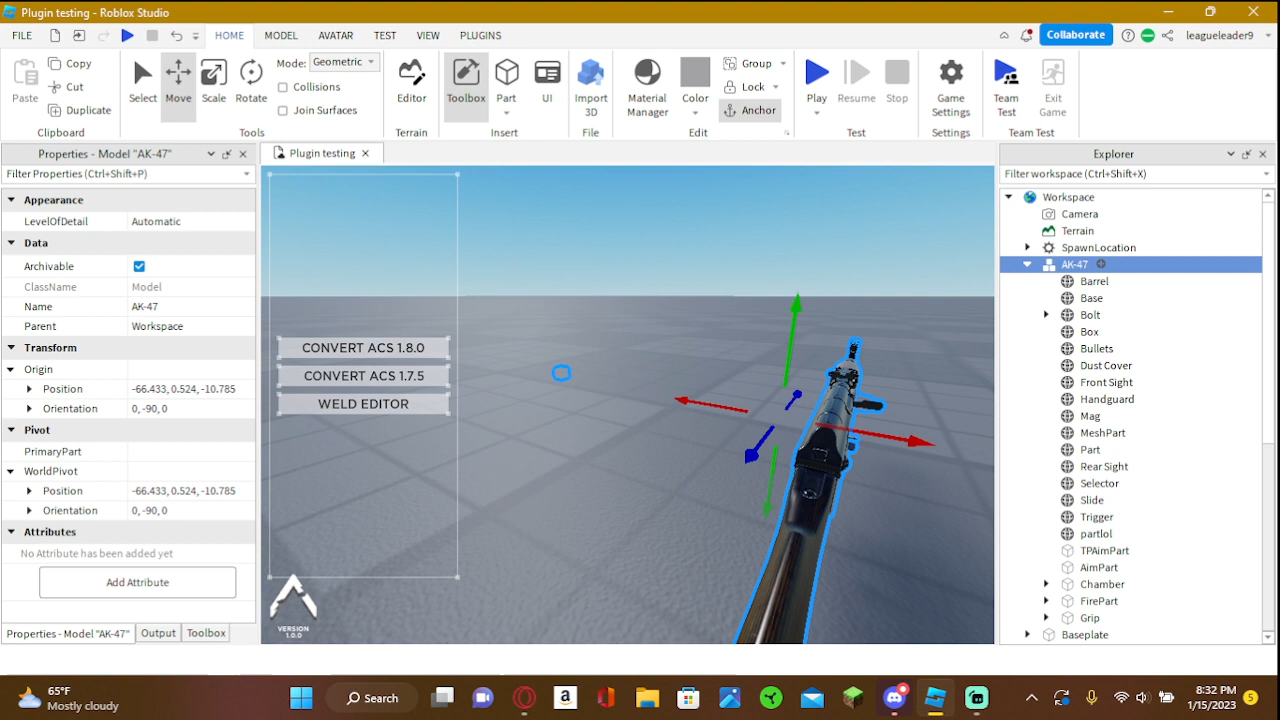 Plugin testing - Roblox Studio
FILE HOME MODEL AVATAR TEST VIEW PLUGINS Collaborate leagueleader9
Paste Copy Cut Duplicate Clipboard
Select Move Scale Rotate Mode: Geometric Collisions Join Surfaces Tools
Editor Terrain
Toolbox Part UI Insert
Import 3D File
Material Manager Color Group Lock Anchor Edit
Play Resume Stop Test
Game Settings Settings
Team Test Exit Game Team Test
Properties - Model "AK-47"
Filter Properties (Ctrl+Shift+P)
Appearance
LevelOfDetail Automatic
Data
Archivable
ClassName Model
Name AK-47
Parent Workspace
Transform
Origin
Position -66.433, 0.524, -10.785
Orientation 0, -90, 0
Pivot
PrimaryPart
WorldPivot
Position -66.433, 0.524, -10.785
Orientation 0, -90, 0
Attributes
No Attribute has been added yet
Add Attribute
Properties - Model "AK-47" Output Toolbox
Plugin testing
CONVERT ACS 1.8.0
CONVERT ACS 1.7.5
WELD EDITOR
VERSION
1.0.0
Explorer
Filter workspace (Ctrl+Shift+X)
Workspace
Camera
Terrain
SpawnLocation
AK-47
Barrel
Base
Bolt
Box
Bullets
Dust Cover
Front Sight
Handguard
Mag
MeshPart
Part
Rear Sight
Selector
Slide
Trigger
partlol
TPAimPart
AimPart
Chamber
FirePart
Grip
Baseplate
65°F
Mostly cloudy
Search
8:32 PM
1/15/2023
5